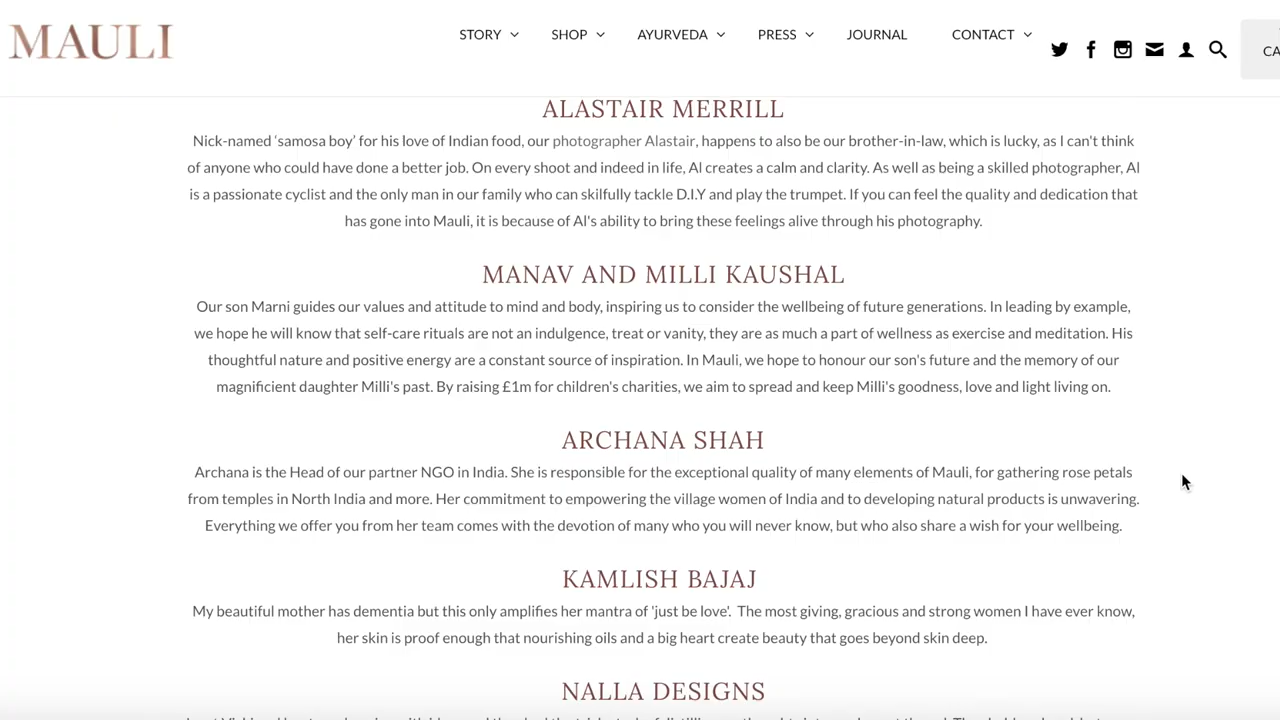 MAULI
STORY SHOP AYURVEDA PRESS JOURNAL CONTACT
ALASTAIR MERRILL
Nick-named ‘samosa boy’ for his love of Indian food, our photographer Alastair, happens to also be our brother-in-law, which is lucky, as I can't think
of anyone who could have done a better job. On every shoot and indeed in life, Al creates a calm and clarity. As well as being a skilled photographer, Al
is a passionate cyclist and the only man in our family who can skilfully tackle D.I.Y and play the trumpet. If you can feel the quality and dedication that
has gone into Mauli, it is because of Al's ability to bring these feelings alive through his photography.
MANAV AND MILLI KAUSHAL
Our son Marni guides our values and attitude to mind and body, inspiring us to consider the wellbeing of future generations. In leading by example,
we hope he will know that self-care rituals are not an indulgence, treat or vanity, they are as much a part of wellness as exercise and meditation. His
thoughtful nature and positive energy are a constant source of inspiration. In Mauli, we hope to honour our son's future and the memory of our
magnificent daughter Milli's past. By raising £1m for children's charities, we aim to spread and keep Milli's goodness, love and light living on.
ARCHANA SHAH
Archana is the Head of our partner NGO in India. She is responsible for the exceptional quality of many elements of Mauli, for gathering rose petals
from temples in North India and more. Her commitment to empowering the village women of India and to developing natural products is unwavering.
Everything we offer you from her team comes with the devotion of many who you will never know, but who also share a wish for your wellbeing.
KAMLISH BAJAJ
My beautiful mother has dementia but this only amplifies her mantra of 'just be love'. The most giving, gracious and strong women I have ever know,
her skin is proof enough that nourishing oils and a big heart create beauty that goes beyond skin deep.
NALLA DESIGNS